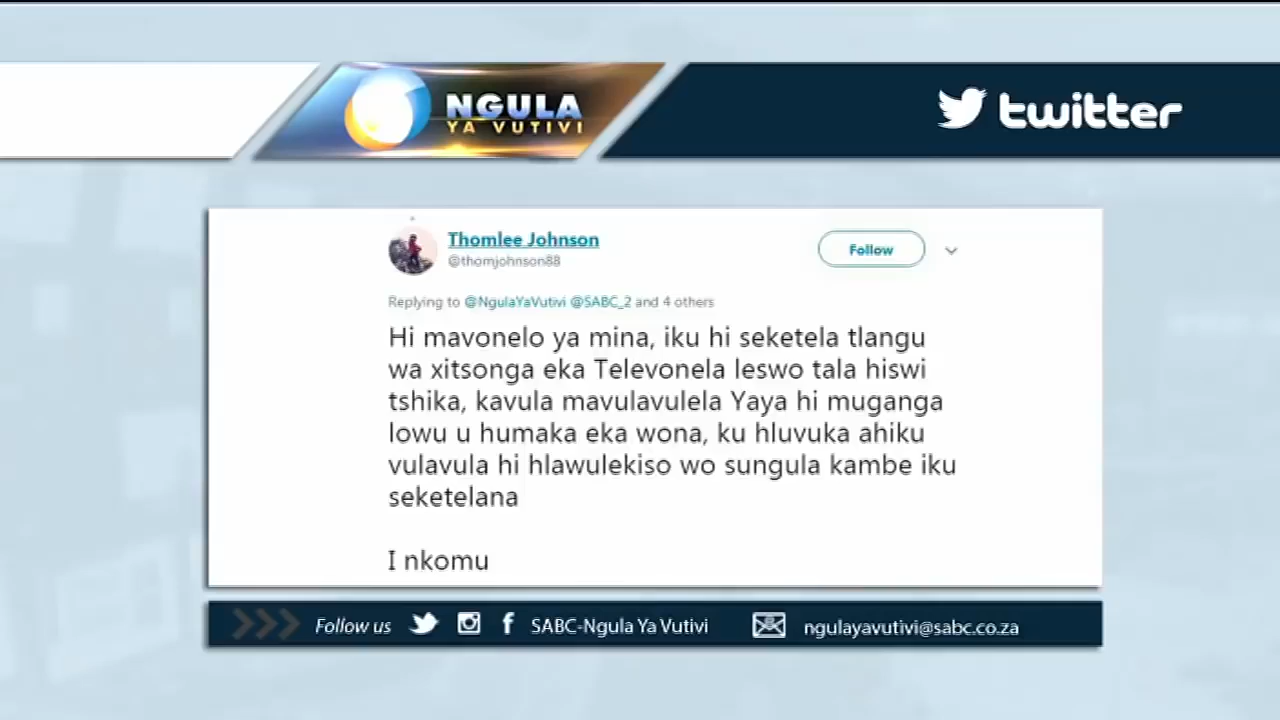 NGULA
YA VUTIVI
twitter
Thomlee Johnson
@thomjohnson88
Follow
Replying to @NgulaYaVutivi @SABC_2 and 4 others
Hi mavonelo ya mina, iku hi seketela tlangu
wa xitsonga eka Televonela leswo tala hiswi
tshika, kavula mavulavulela Yaya hi muganga
lowu u humaka eka wona, ku hluvuka ahiku
vulavula hi hlawulekiso wo sungula kambe iku
seketelana
I nkomu
Follow us
SABC-Ngula Ya Vutivi
ngulayavutivi@sabc.co.za